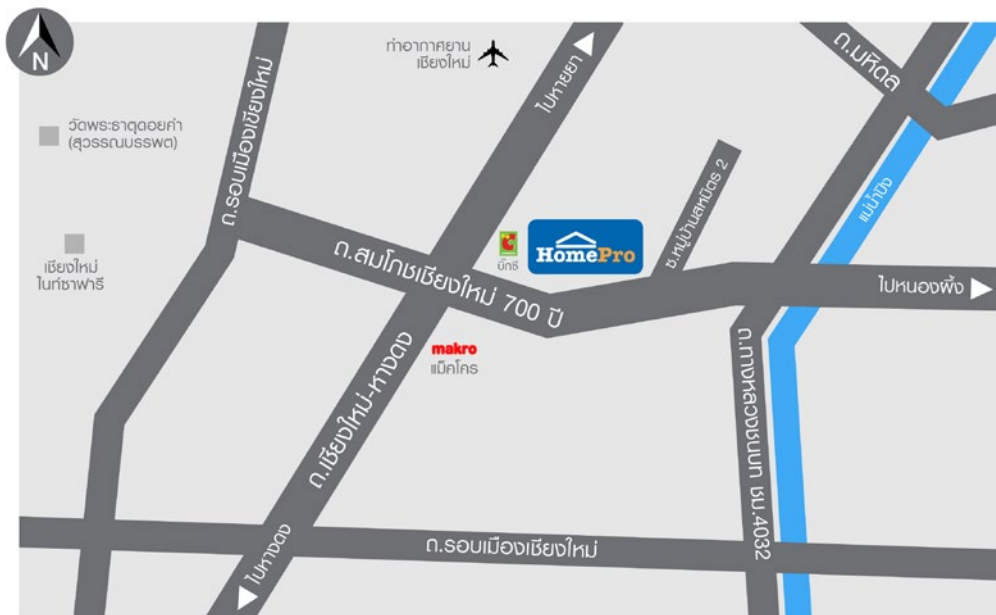 N
ท่าอากาศยาน
เชียงใหม่
ไปหายยา
ถ.มหิดล
วัดพระธาตุดอยคำ
(สุวรรณบรรพต)
ถ.รอบเมืองเชียงใหม่
ซ.หมู่บ้านสหมิตร 2
แม่น้ำปิง
เชียงใหม่
ไนท์ซาฟารี
บิ๊กซี
HomePro
ถ.สมโภชเชียงใหม่ 700 ปี
ไปหนองผึ้ง
makro
แม็คโคร
ถ.เชียงใหม่-หางดง
ถ.ทางหลวงชนบท ชม.4032
ถ.รอบเมืองเชียงใหม่
ไปหางดง